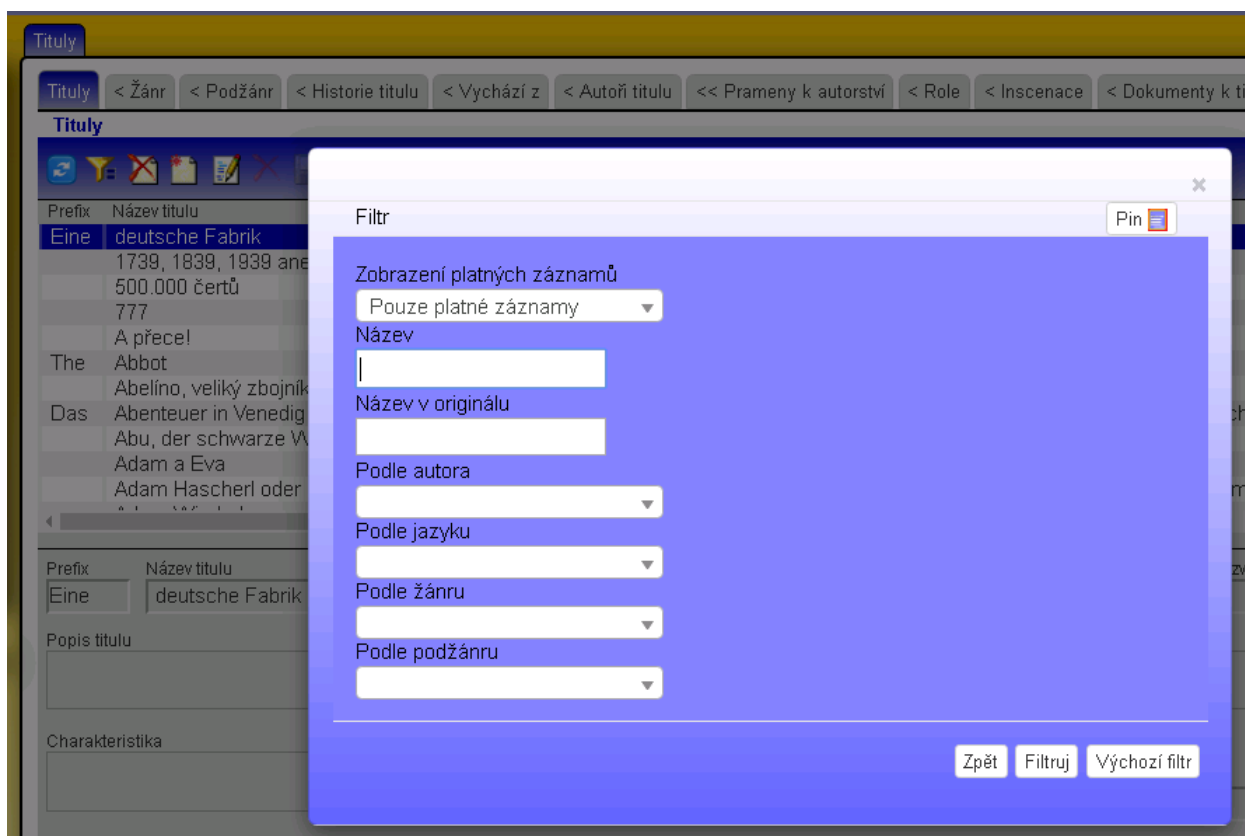 Tituly
Tituly < Žánr < Podžánr < Historie titulu < Vychází z < Autoři titulu << Prameny k autorství < Role < Inscenace < Dokumenty k ti
Tituly
Prefix Název titulu
Eine deutsche Fabrik
1739, 1839, 1939 ane
500.000 čertů
777
A přece!
The Abbot
Abelíno, veliký zbojník
Das Abenteuer in Venedig
Abu, der schwarze W
Adam a Eva
Adam Hascherl oder
Prefix Název titulu
Eine deutsche Fabrik
Popis titulu
Charakteristika
Filtr
Pin
Zobrazení platných záznamů
Pouze platné záznamy
Název
Název v originálu
Podle autora
Podle jazyku
Podle žánru
Podle podžánru
Zpět Filtruj Výchozí filtr